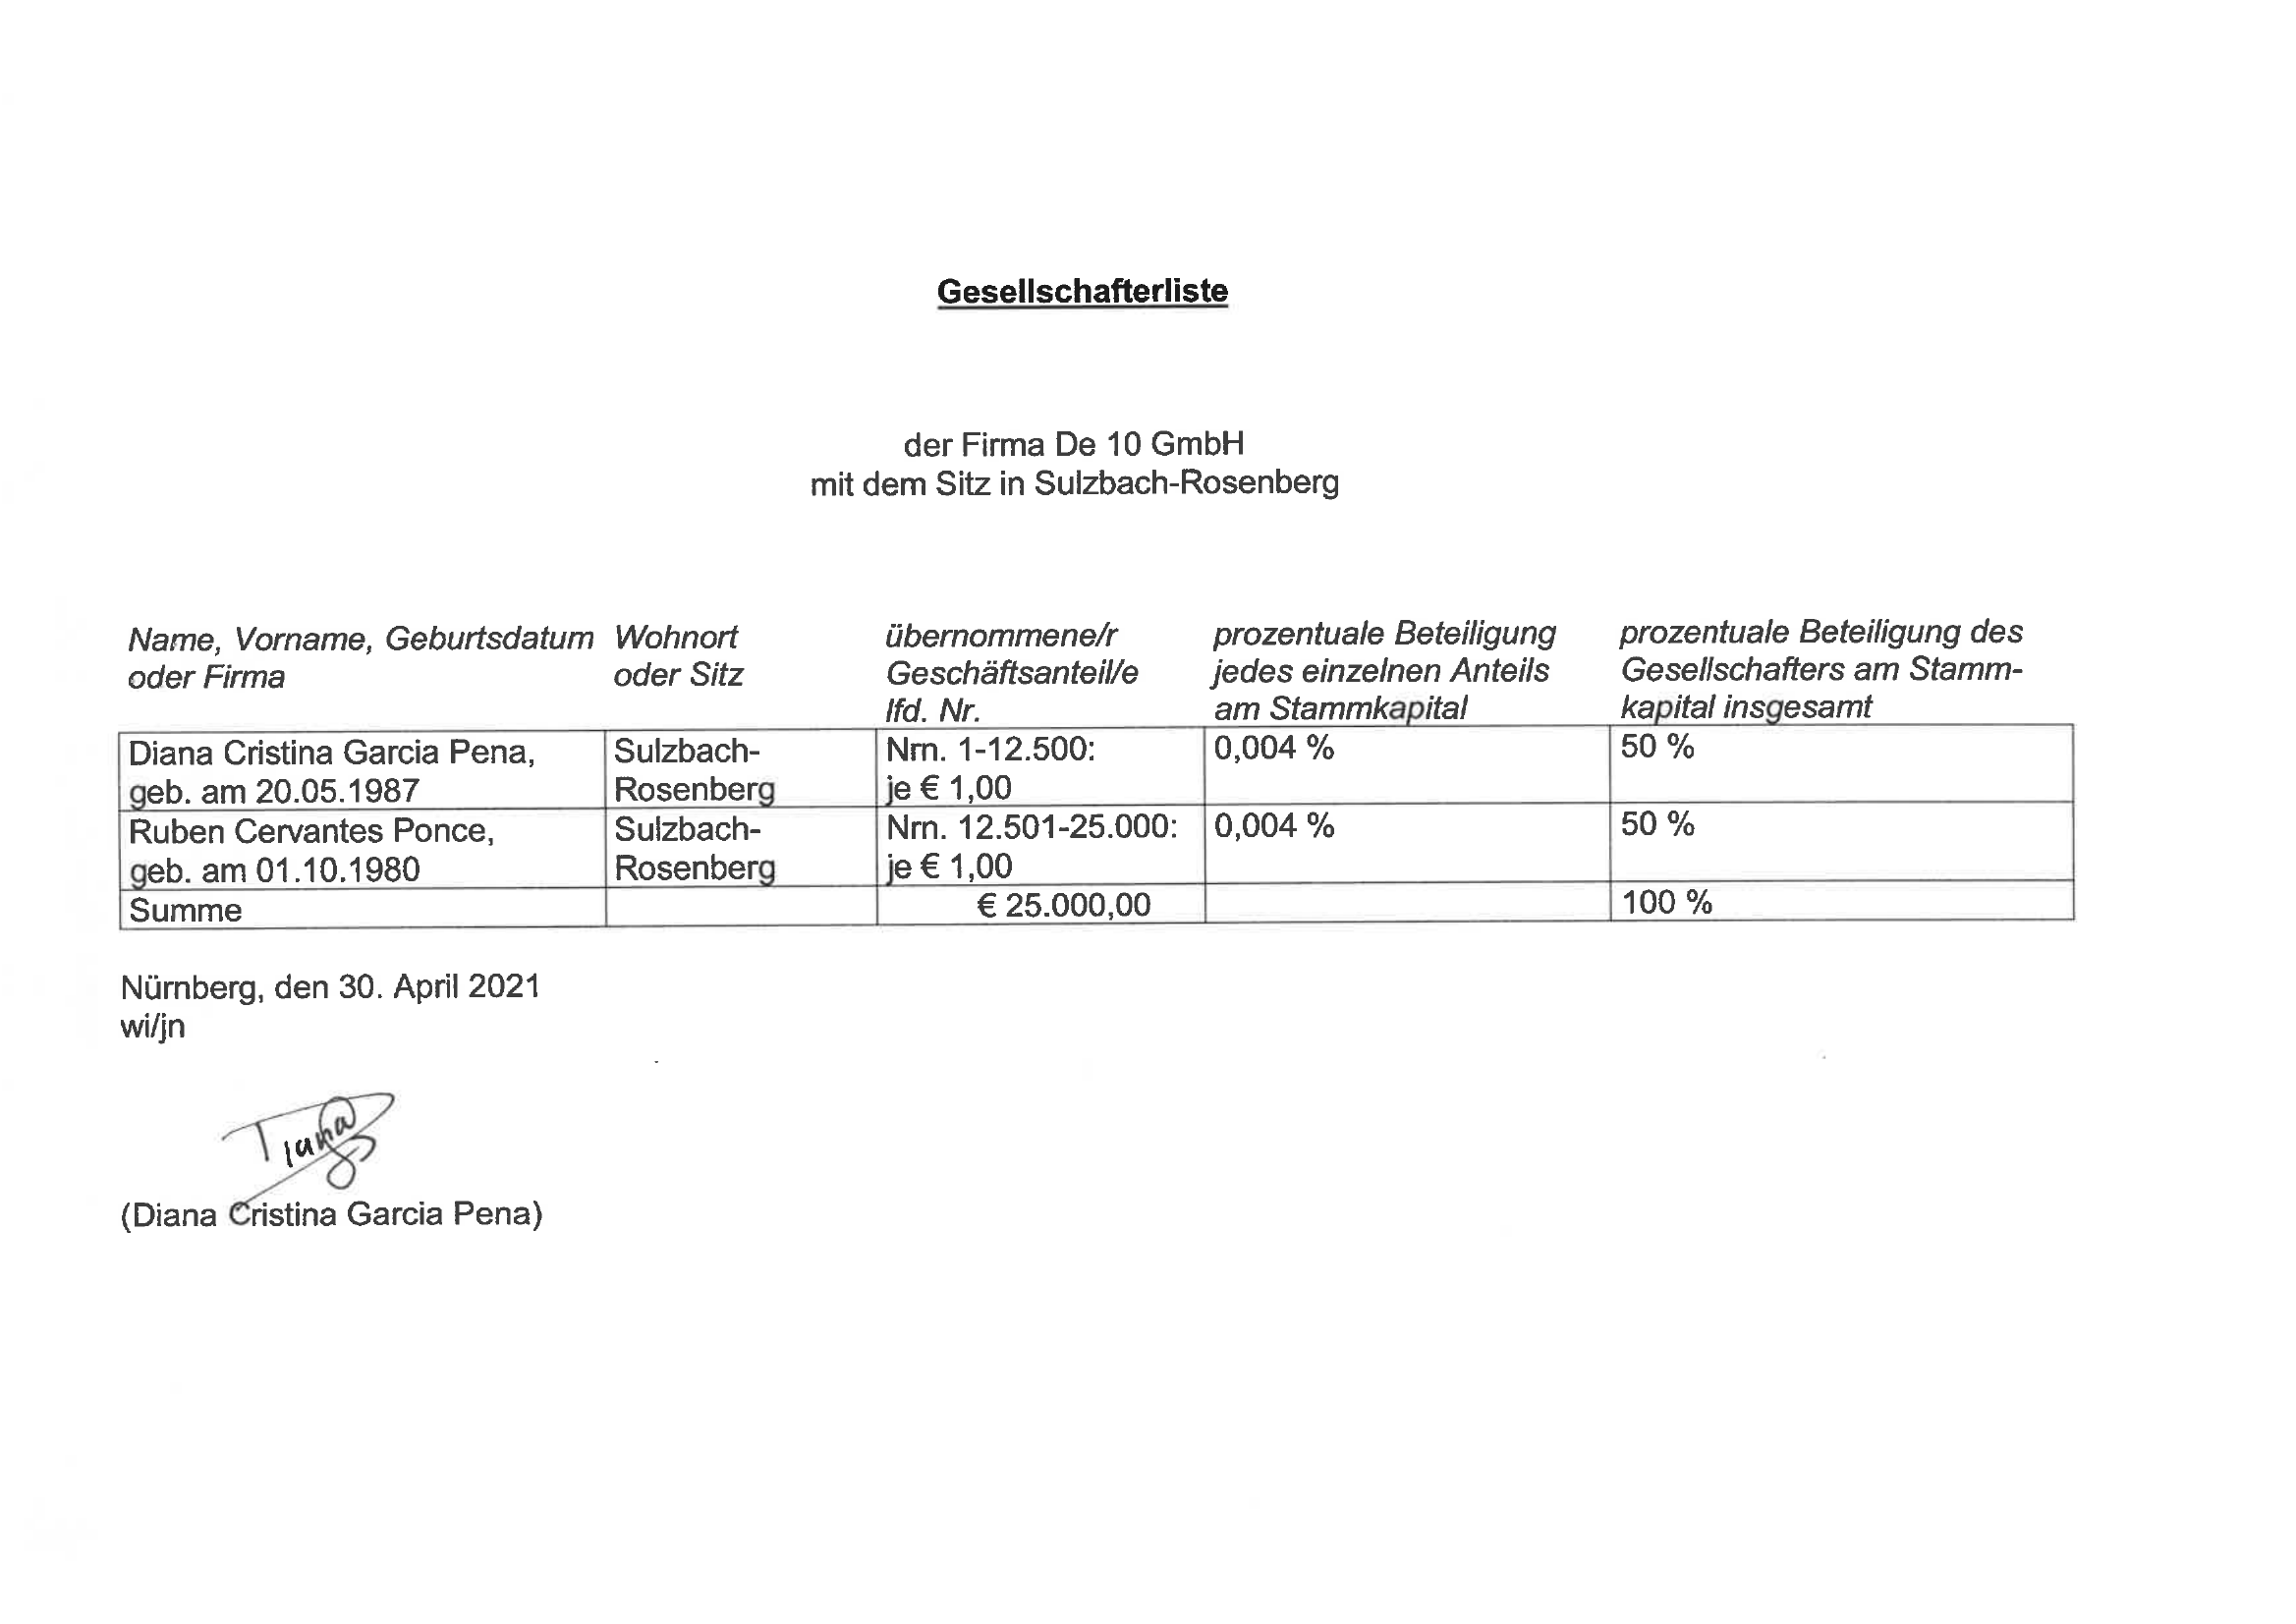 Gesellschafterliste
der Firma De 10 GmbH
mit dem Sitz in Sulzbach-Rosenberg
Name, Vorname, Geburtsdatum oder Firma
Wohnort oder Sitz
übernommene/r Geschäftsanteil/e lfd. Nr.
prozentuale Beteiligung jedes einzelnen Anteils am Stammkapital
prozentuale Beteiligung des Gesellschafters am Stamm-kapital insgesamt
Diana Cristina Garcia Pena, geb. am 20.05.1987
Sulzbach-Rosenberg
Nrn. 1-12.500: je € 1,00
0,004 %
50 %
Ruben Cervantes Ponce, geb. am 01.10.1980
Sulzbach-Rosenberg
Nrn. 12.501-25.000: je € 1,00
0,004 %
50 %
Summe
€ 25.000,00
100 %
Nürnberg, den 30. April 2021
wi/jn
(Diana Cristina Garcia Pena)